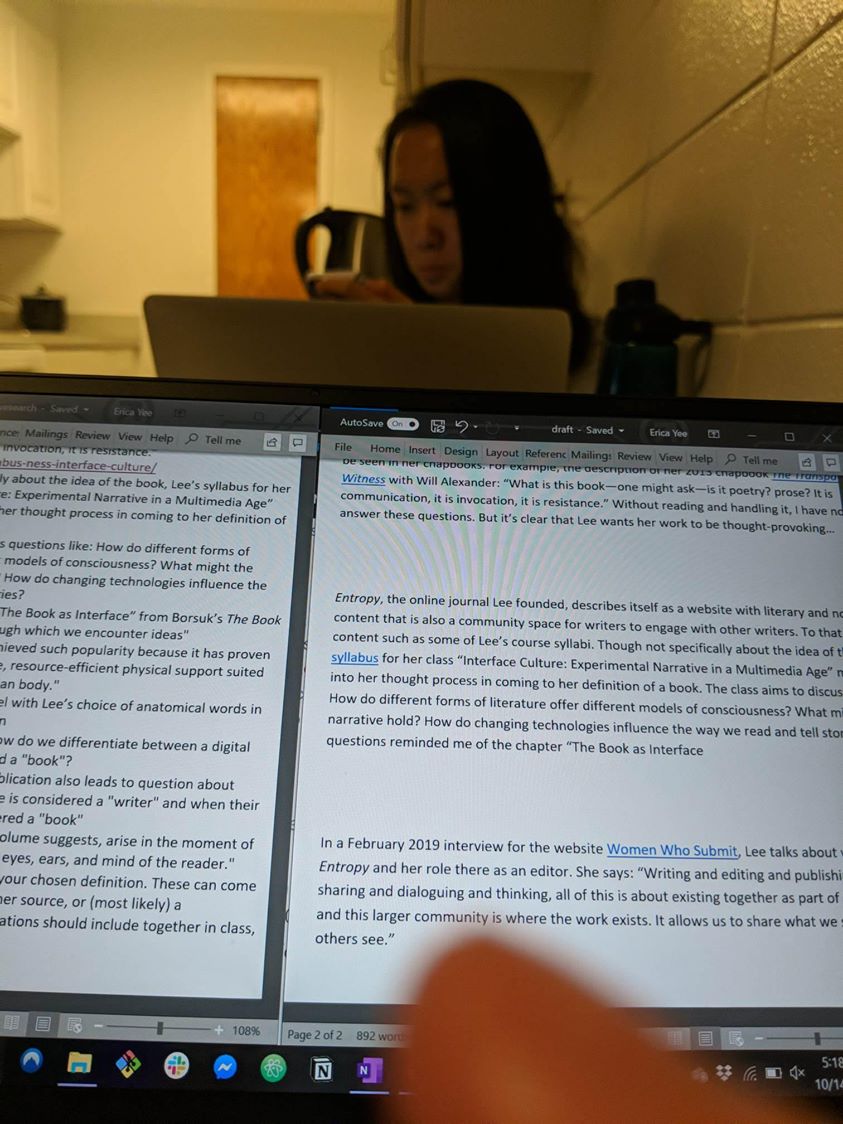 esearch - Saved
Erica Yee
nce
Mailings
Review
View
Help
Tell me
invocation, it is resistance."
bus-ness-interface-culture/
ly about the idea of the book, Lee's syllabus for her
e: Experimental Narrative in a Multimedia Age"
her thought process in coming to her definition of
s questions like: How do different forms of
models of consciousness? What might the
How do changing technologies influence the
ies?
The Book as Interface" from Borsuk's The Book
ugh which we encounter ideas"
hieved such popularity because it has proven
e, resource-efficient physical support suited
an body."
el with Lee's choice of anatomical words in
n
ow do we differentiate between a digital
d a "book"?
blication also leads to question about
e is considered a "writer" and when their
ered a "book"
olume suggests, arise in the moment of
eyes, ears, and mind of the reader."
your chosen definition. These can come
her source, or (most likely) a
ations should include together in class,
108%
AutoSave On
draft - Saved
Erica Yee
File
Home
Insert
Design
Layout
Referenc
Mailings
Review
View
Help
Tell me
be seen in her chapbooks. For example, the description of her 2013 chapbook The Transpa
Witness with Will Alexander: "What is this book—one might ask—is it poetry? prose? It is
communication, it is invocation, it is resistance." Without reading and handling it, I have no
answer these questions. But it's clear that Lee wants her work to be thought-provoking...
Entropy, the online journal Lee founded, describes itself as a website with literary and no
content that is also a community space for writers to engage with other writers. To that
content such as some of Lee's course syllabi. Though not specifically about the idea of t
syllabus for her class "Interface Culture: Experimental Narrative in a Multimedia Age"
into her thought process in coming to her definition of a book. The class aims to discus
How do different forms of literature offer different models of consciousness? What mi
narrative hold? How do changing technologies influence the way we read and tell stor
questions reminded me of the chapter "The Book as Interface
In a February 2019 interview for the website Women Who Submit, Lee talks about
Entropy and her role there as an editor. She says: "Writing and editing and publishi
sharing and dialoguing and thinking, all of this is about existing together as part of
and this larger community is where the work exists. It allows us to share what we
others see."
Page 2 of 2
892 wor
N
N
5:18
10/14